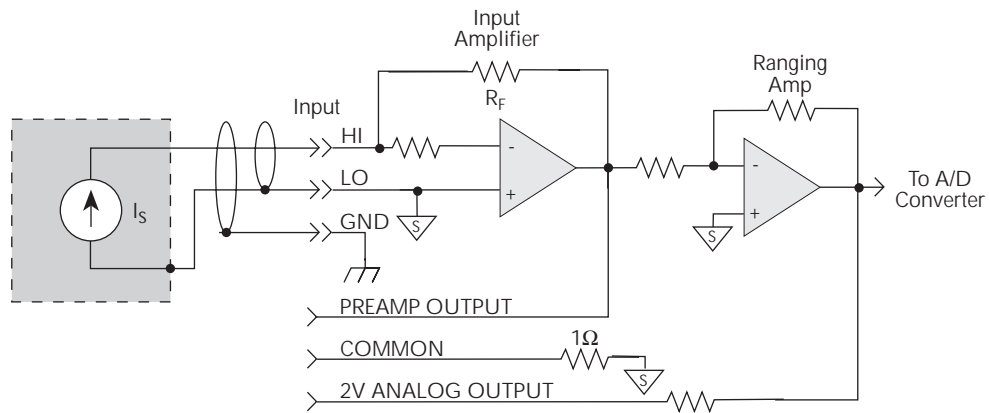 Input
Amplifier
R_F
Ranging
Amp
Input
HI
-
LO
+
S
GND
I_S
-
+
S
To A/D
Converter
PREAMP OUTPUT
COMMON
1Ω
S
2V ANALOG OUTPUT